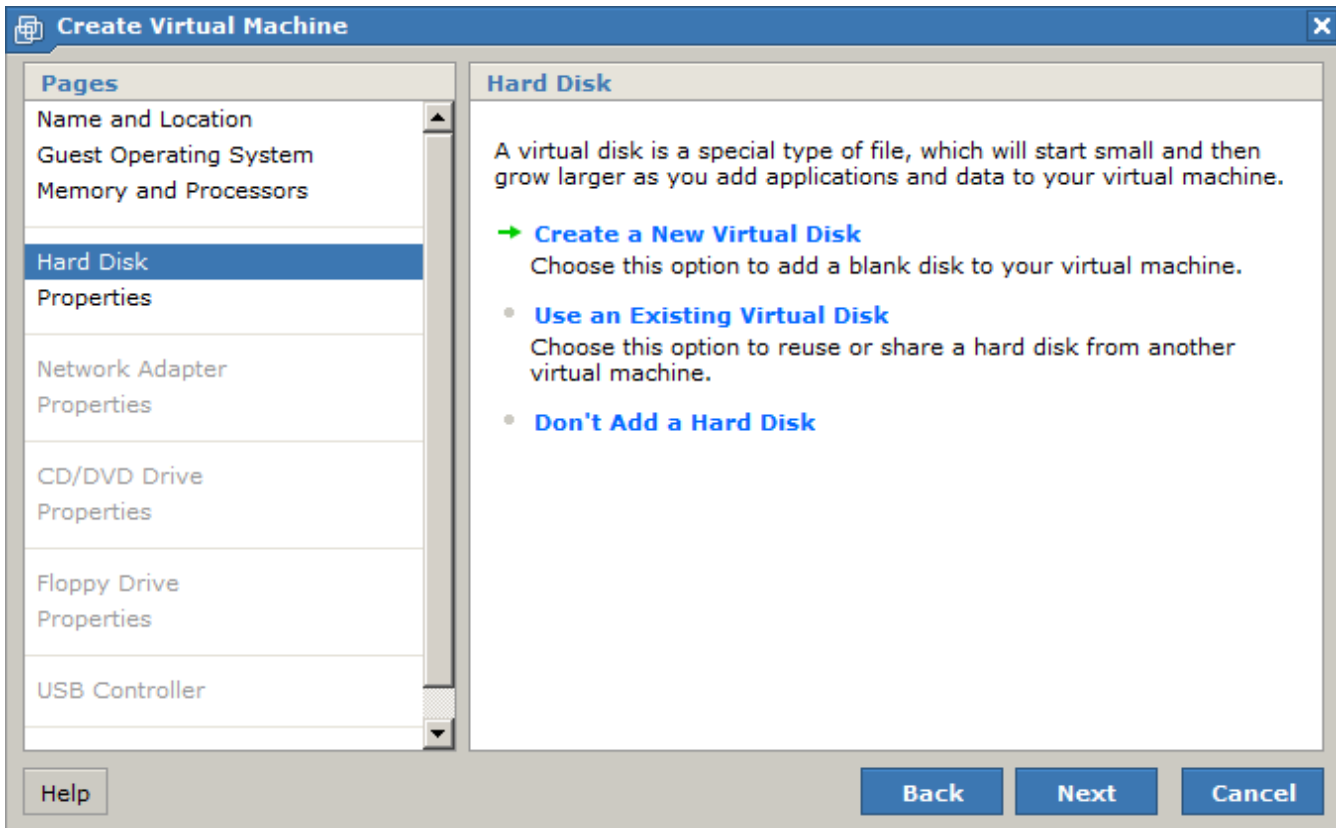 Create Virtual Machine
Pages
Name and Location
Guest Operating System
Memory and Processors
Hard Disk
Properties
Network Adapter
Properties
CD/DVD Drive
Properties
Floppy Drive
Properties
USB Controller
Hard Disk
A virtual disk is a special type of file, which will start small and then
grow larger as you add applications and data to your virtual machine.
Create a New Virtual Disk
Choose this option to add a blank disk to your virtual machine.
Use an Existing Virtual Disk
Choose this option to reuse or share a hard disk from another
virtual machine.
Don't Add a Hard Disk
Help
Back
Next
Cancel